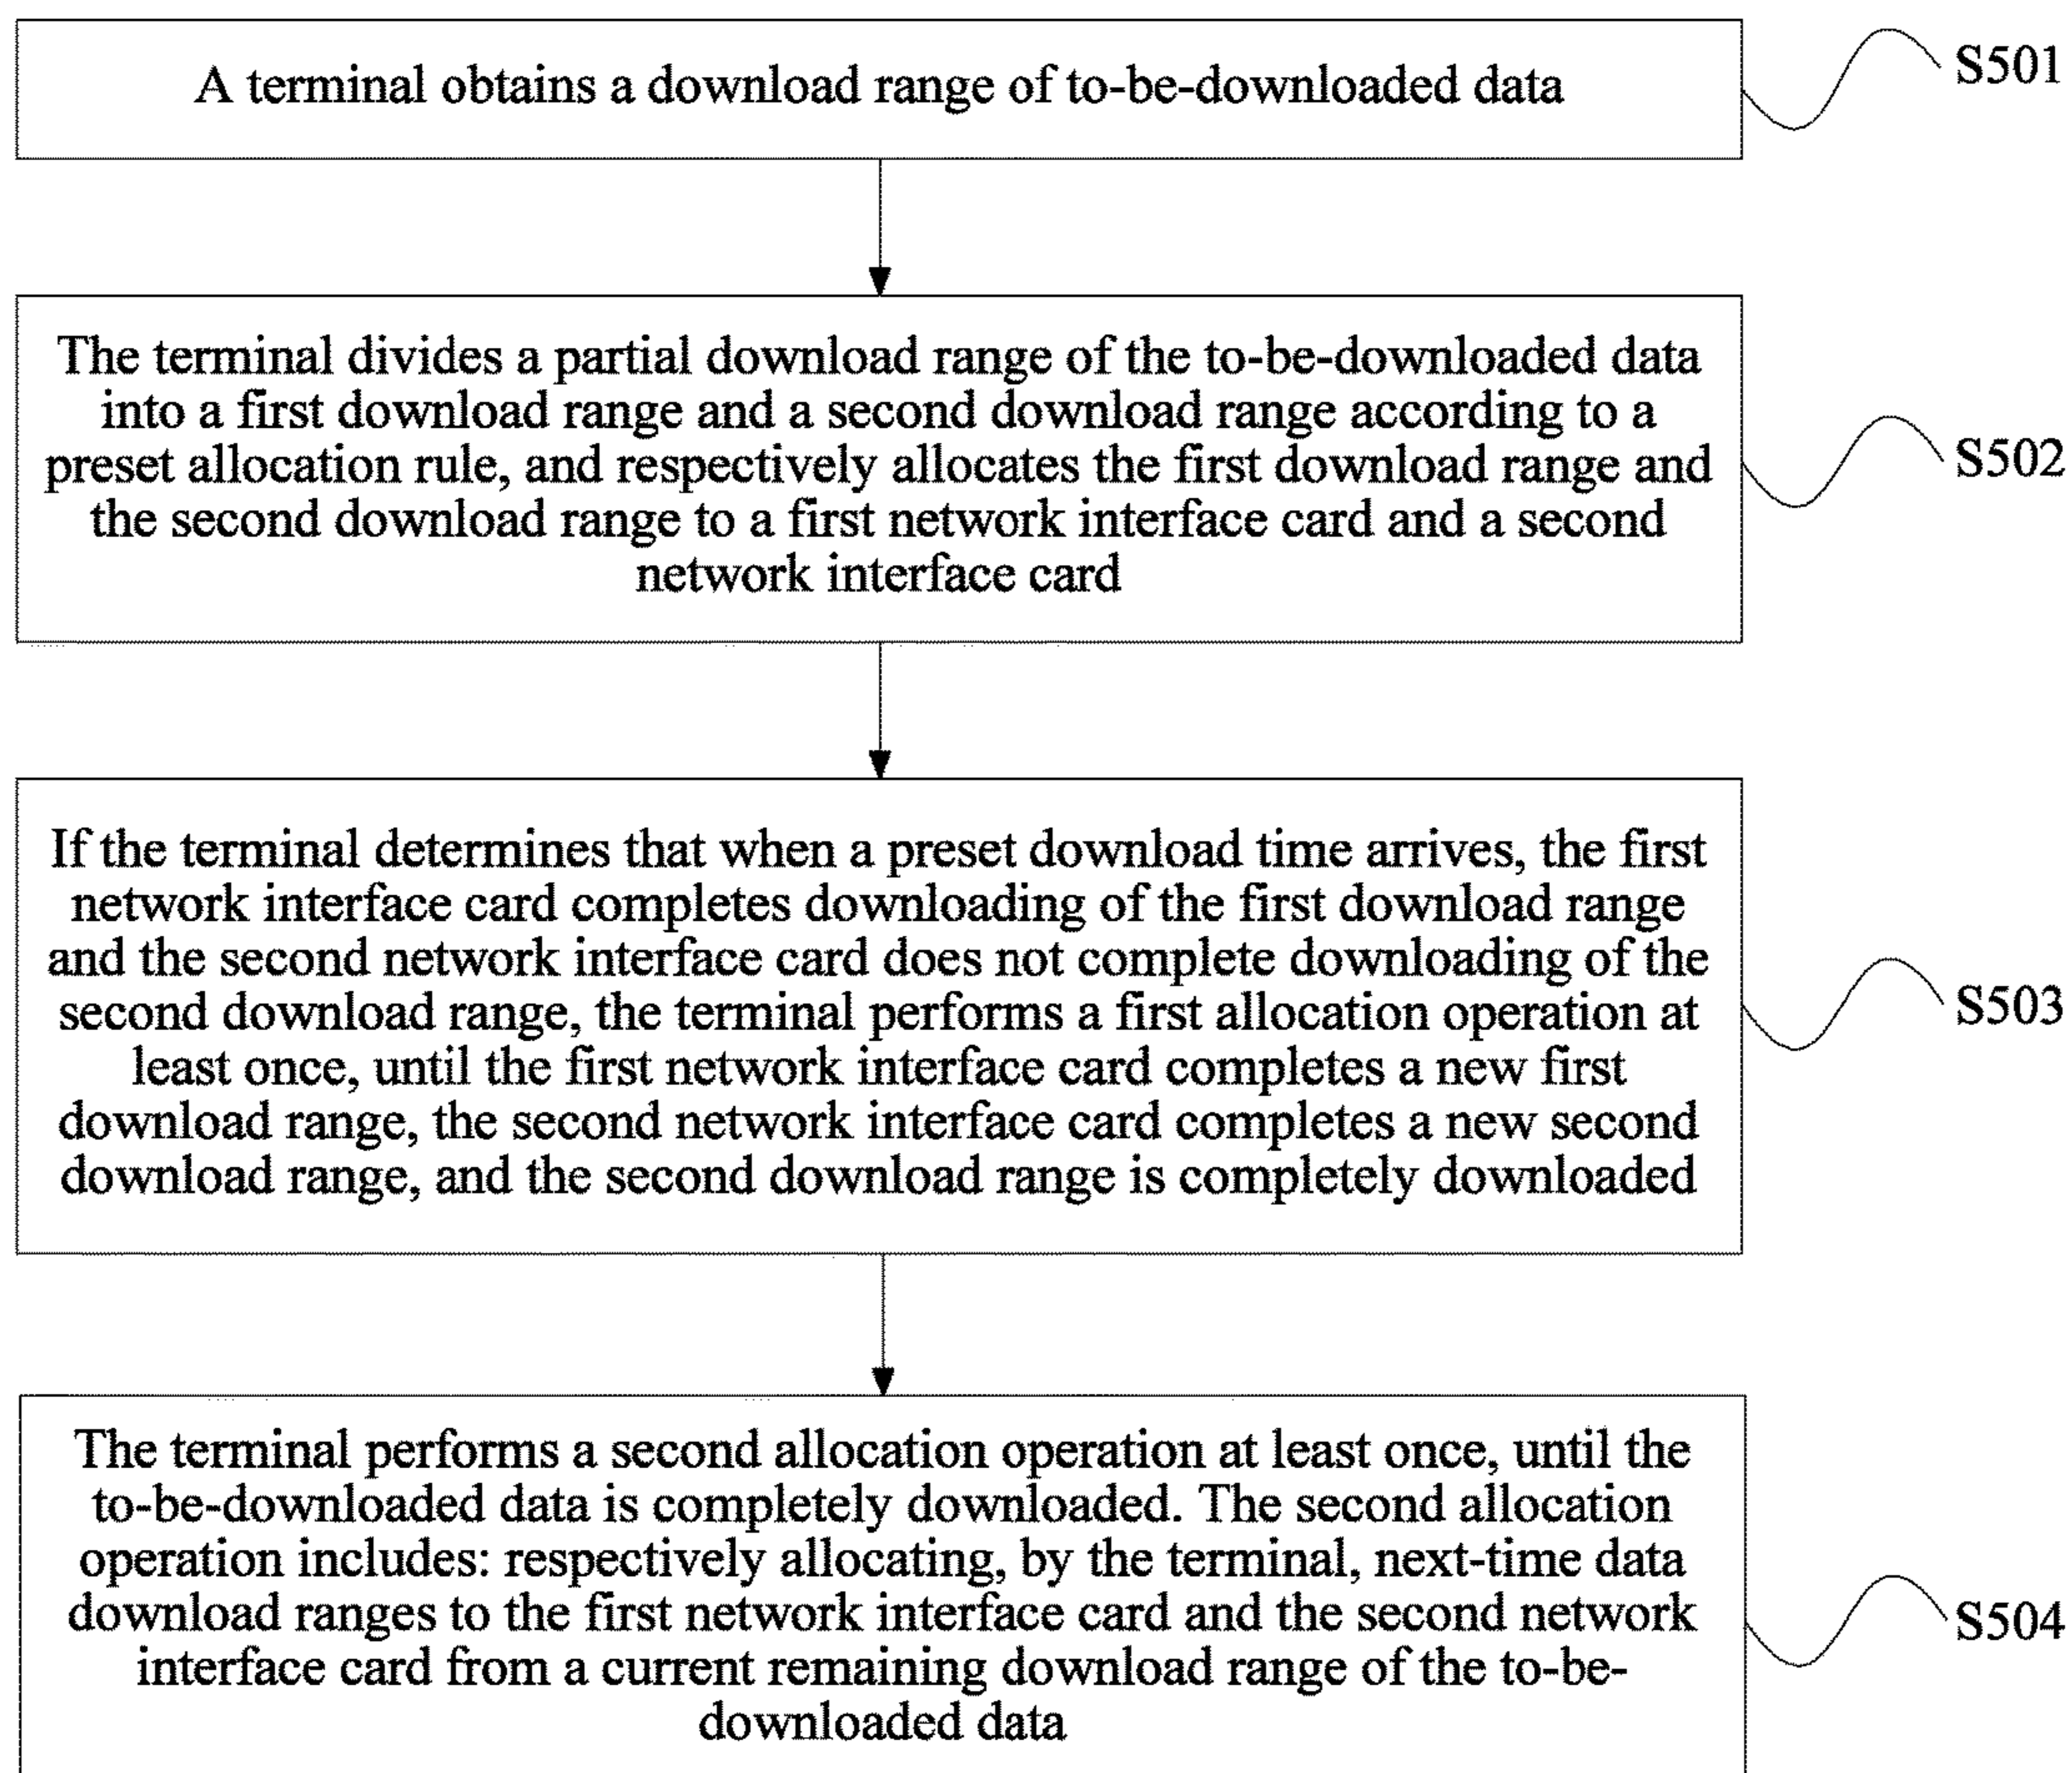 A terminal obtains a download range of to-be-downloaded data
S501
The terminal divides a partial download range of the to-be-downloaded data
into a first download range and a second download range according to a
preset allocation rule, and respectively allocates the first download range and
the second download range to a first network interface card and a second
network interface card
S502
If the terminal determines that when a preset download time arrives, the first
network interface card completes downloading of the first download range
and the second network interface card does not complete downloading of the
second download range, the terminal performs a first allocation operation at
least once, until the first network interface card completes a new first
download range, the second network interface card completes a new second
download range, and the second download range is completely downloaded
S503
The terminal performs a second allocation operation at least once, until the
to-be-downloaded data is completely downloaded. The second allocation
operation includes: respectively allocating, by the terminal, next-time data
download ranges to the first network interface card and the second network
interface card from a current remaining download range of the to-be-
downloaded data
S504